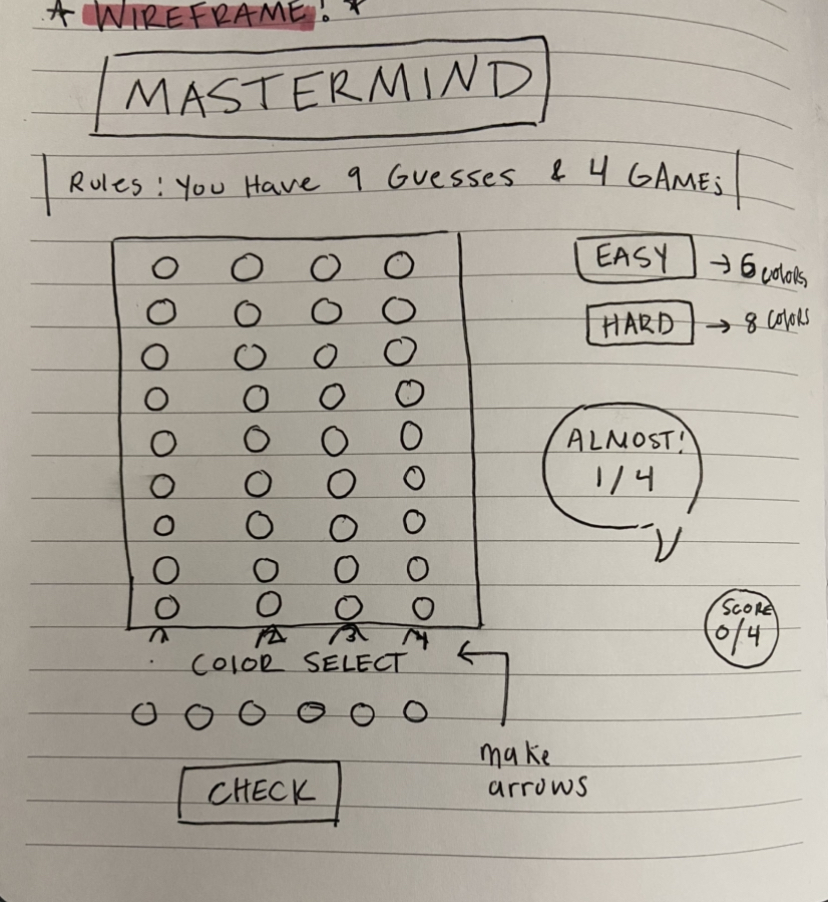 ★ WIREFRAME! ★
MASTERMIND
Rules: You Have 9 Guesses & 4 GAMES
EASY → 6 colors,
HARD → 8 colors
ALMOST!
1/4
SCORE
0/4
1 2 3 4
COLOR SELECT
make
arrows
CHECK